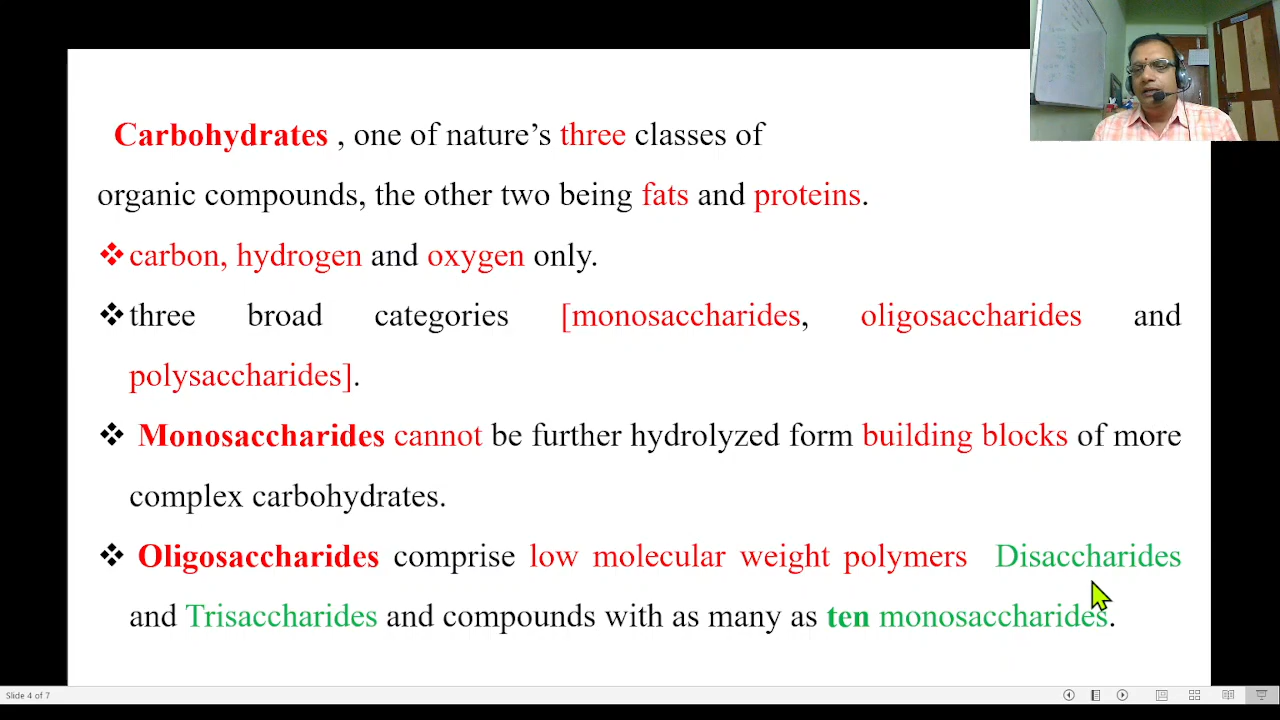 Carbohydrates , one of nature’s three classes of
organic compounds, the other two being fats and proteins.
❖carbon, hydrogen and oxygen only.
❖three broad categories [monosaccharides, oligosaccharides and
polysaccharides].
❖ Monosaccharides cannot be further hydrolyzed form building blocks of more
complex carbohydrates.
❖ Oligosaccharides comprise low molecular weight polymers Disaccharides
and Trisaccharides and compounds with as many as ten monosaccharides.
Slide 4 of 7